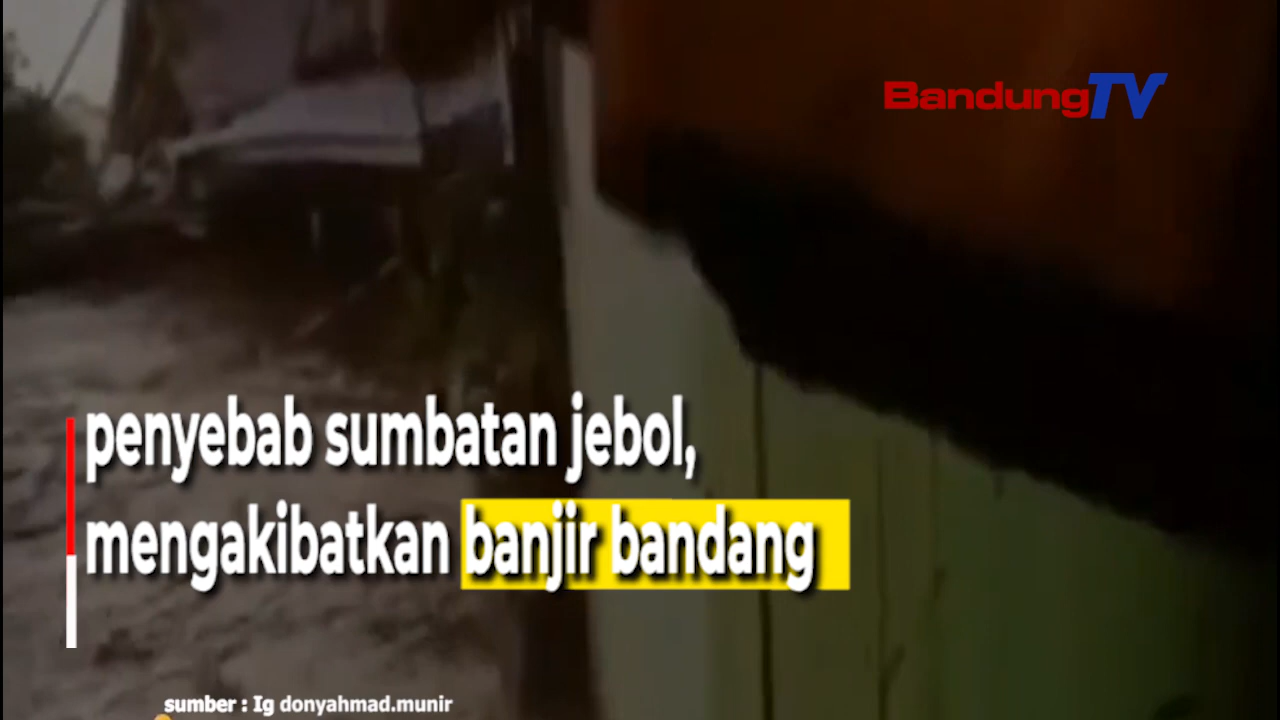 BandungTV
penyebab sumbatan jebol,
mengakibatkan banjir bandang
sumber : Ig donyahmad.munir